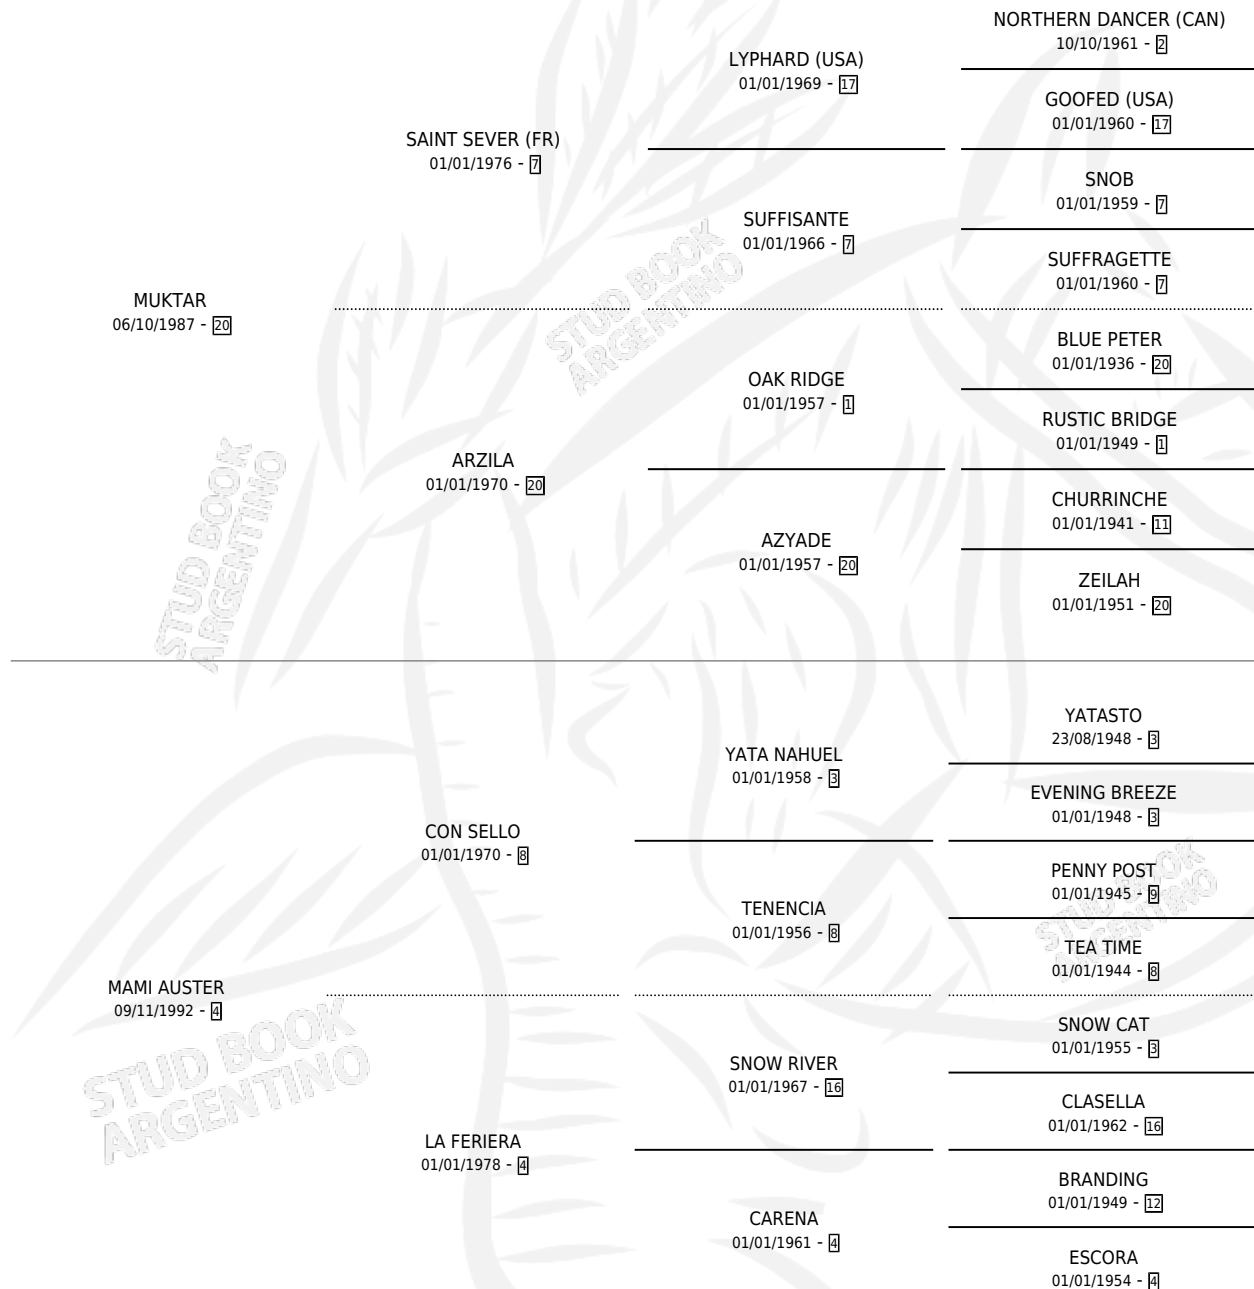 NORTHERN DANCER (CAN)
10/10/1961 - 2
LYPHARD (USA)
01/01/1969 - 17
GOOFED (USA)
01/01/1960 - 17
SAINT SEVER (FR)
01/01/1976 - 7
SNOB
01/01/1959 - 7
SUFFISANTE
01/01/1966 - 7
SUFFRAGETTE
01/01/1960 - 7
MUKTAR
06/10/1987 - 20
BLUE PETER
01/01/1936 - 20
OAK RIDGE
01/01/1957 - 1
RUSTIC BRIDGE
01/01/1949 - 1
ARZILA
01/01/1970 - 20
CHURRINCHE
01/01/1941 - 11
AZYADE
01/01/1957 - 20
ZEILAH
01/01/1951 - 20
YATASTO
23/08/1948 - 3
YATA NAHUEL
01/01/1958 - 3
EVENING BREEZE
01/01/1948 - 3
CON SELLO
01/01/1970 - 8
PENNY POST
01/01/1945 - 9
TENENCIA
01/01/1956 - 8
TEA TIME
01/01/1944 - 8
MAMI AUSTER
09/11/1992 - 4
SNOW CAT
01/01/1955 - 3
SNOW RIVER
01/01/1967 - 16
CLASELLA
01/01/1962 - 16
LA FERIERA
01/01/1978 - 4
BRANDING
01/01/1949 - 12
CARENA
01/01/1961 - 4
ESCORA
01/01/1954 - 4
STUD BOOK
ARGENTINO
STUD BOOK
ARGENTINO
STUD BOOK
ARGENTINO
STUD BOOK
ARGENTINO